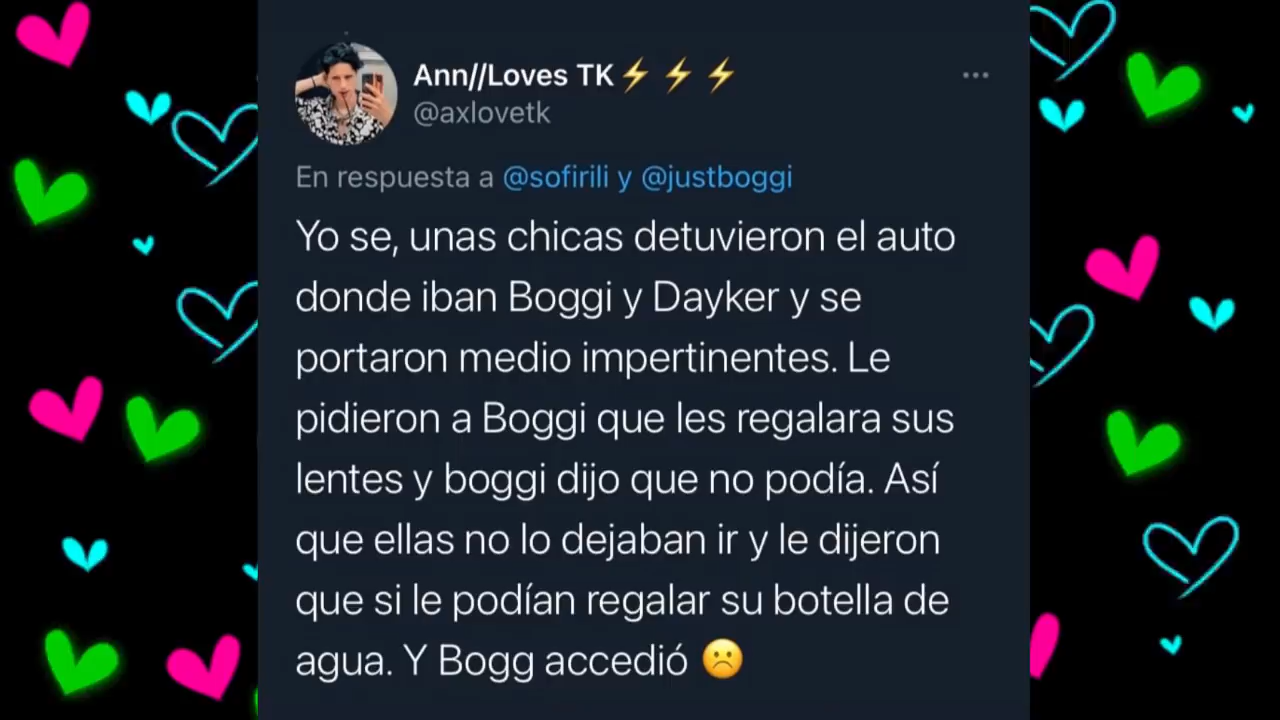 Ann//Loves TK⚡⚡⚡
@axlovetk
En respuesta a @sofirili y @justboggi
Yo se, unas chicas detuvieron el auto
donde iban Boggi y Dayker y se
portaron medio impertinentes. Le
pidieron a Boggi que les regalara sus
lentes y boggi dijo que no podía. Así
que ellas no lo dejaban ir y le dijeron
que si le podían regalar su botella de
agua. Y Bogg accedió ☹️